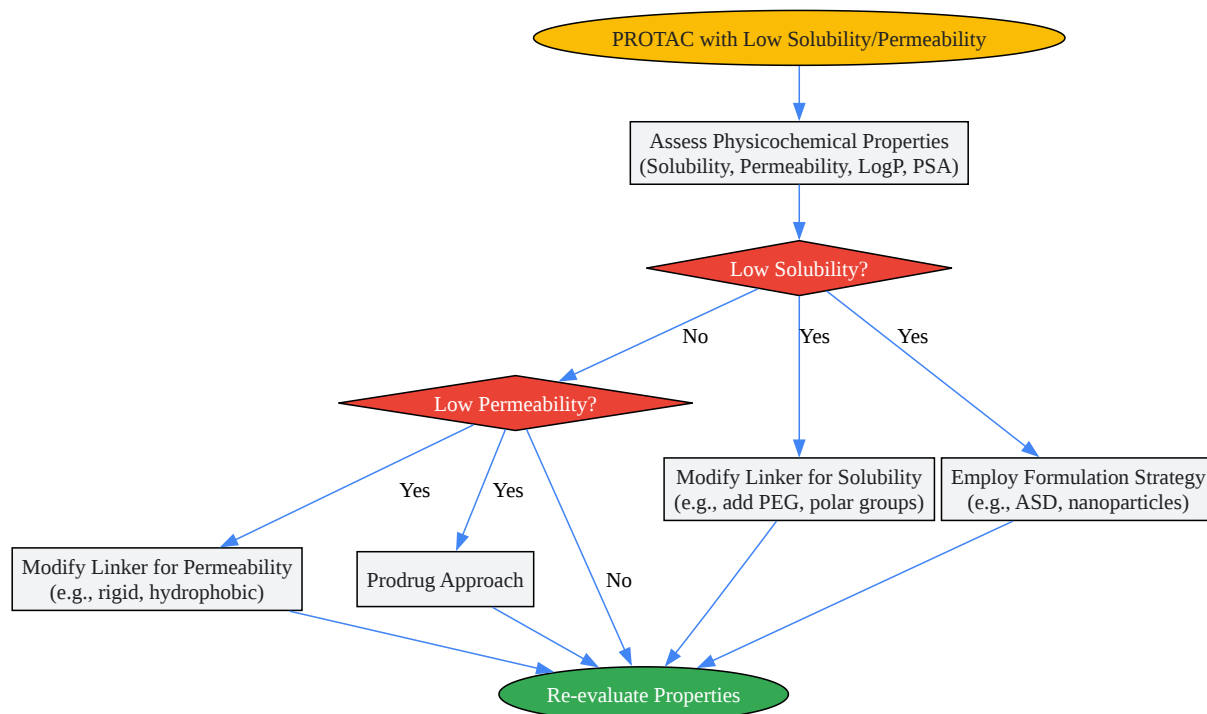 PROTAC with Low Solubility/Permeability
Assess Physicochemical Properties
(Solubility, Permeability, LogP, PSA)
Low Solubility?
No
Yes
Yes
Low Permeability?
Modify Linker for Solubility
(e.g., add PEG, polar groups)
Employ Formulation Strategy
(e.g., ASD, nanoparticles)
Yes
Yes
No
Modify Linker for Permeability
(e.g., rigid, hydrophobic)
Prodrug Approach
Re-evaluate Properties